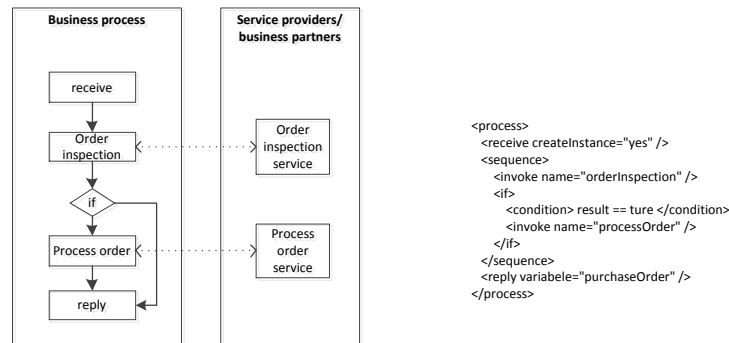 Business process
Service providers/
business partners
receive
Order
inspection
Order
inspection
service
if
Process order
Process
order
service
reply
<process>
<receive createInstance="yes" />
<sequence>
<invoke name="orderInspection" />
<if>
<condition> result == ture </condition>
<invoke name="processOrder" />
</if>
</sequence>
<reply variabele="purchaseOrder" />
</process>